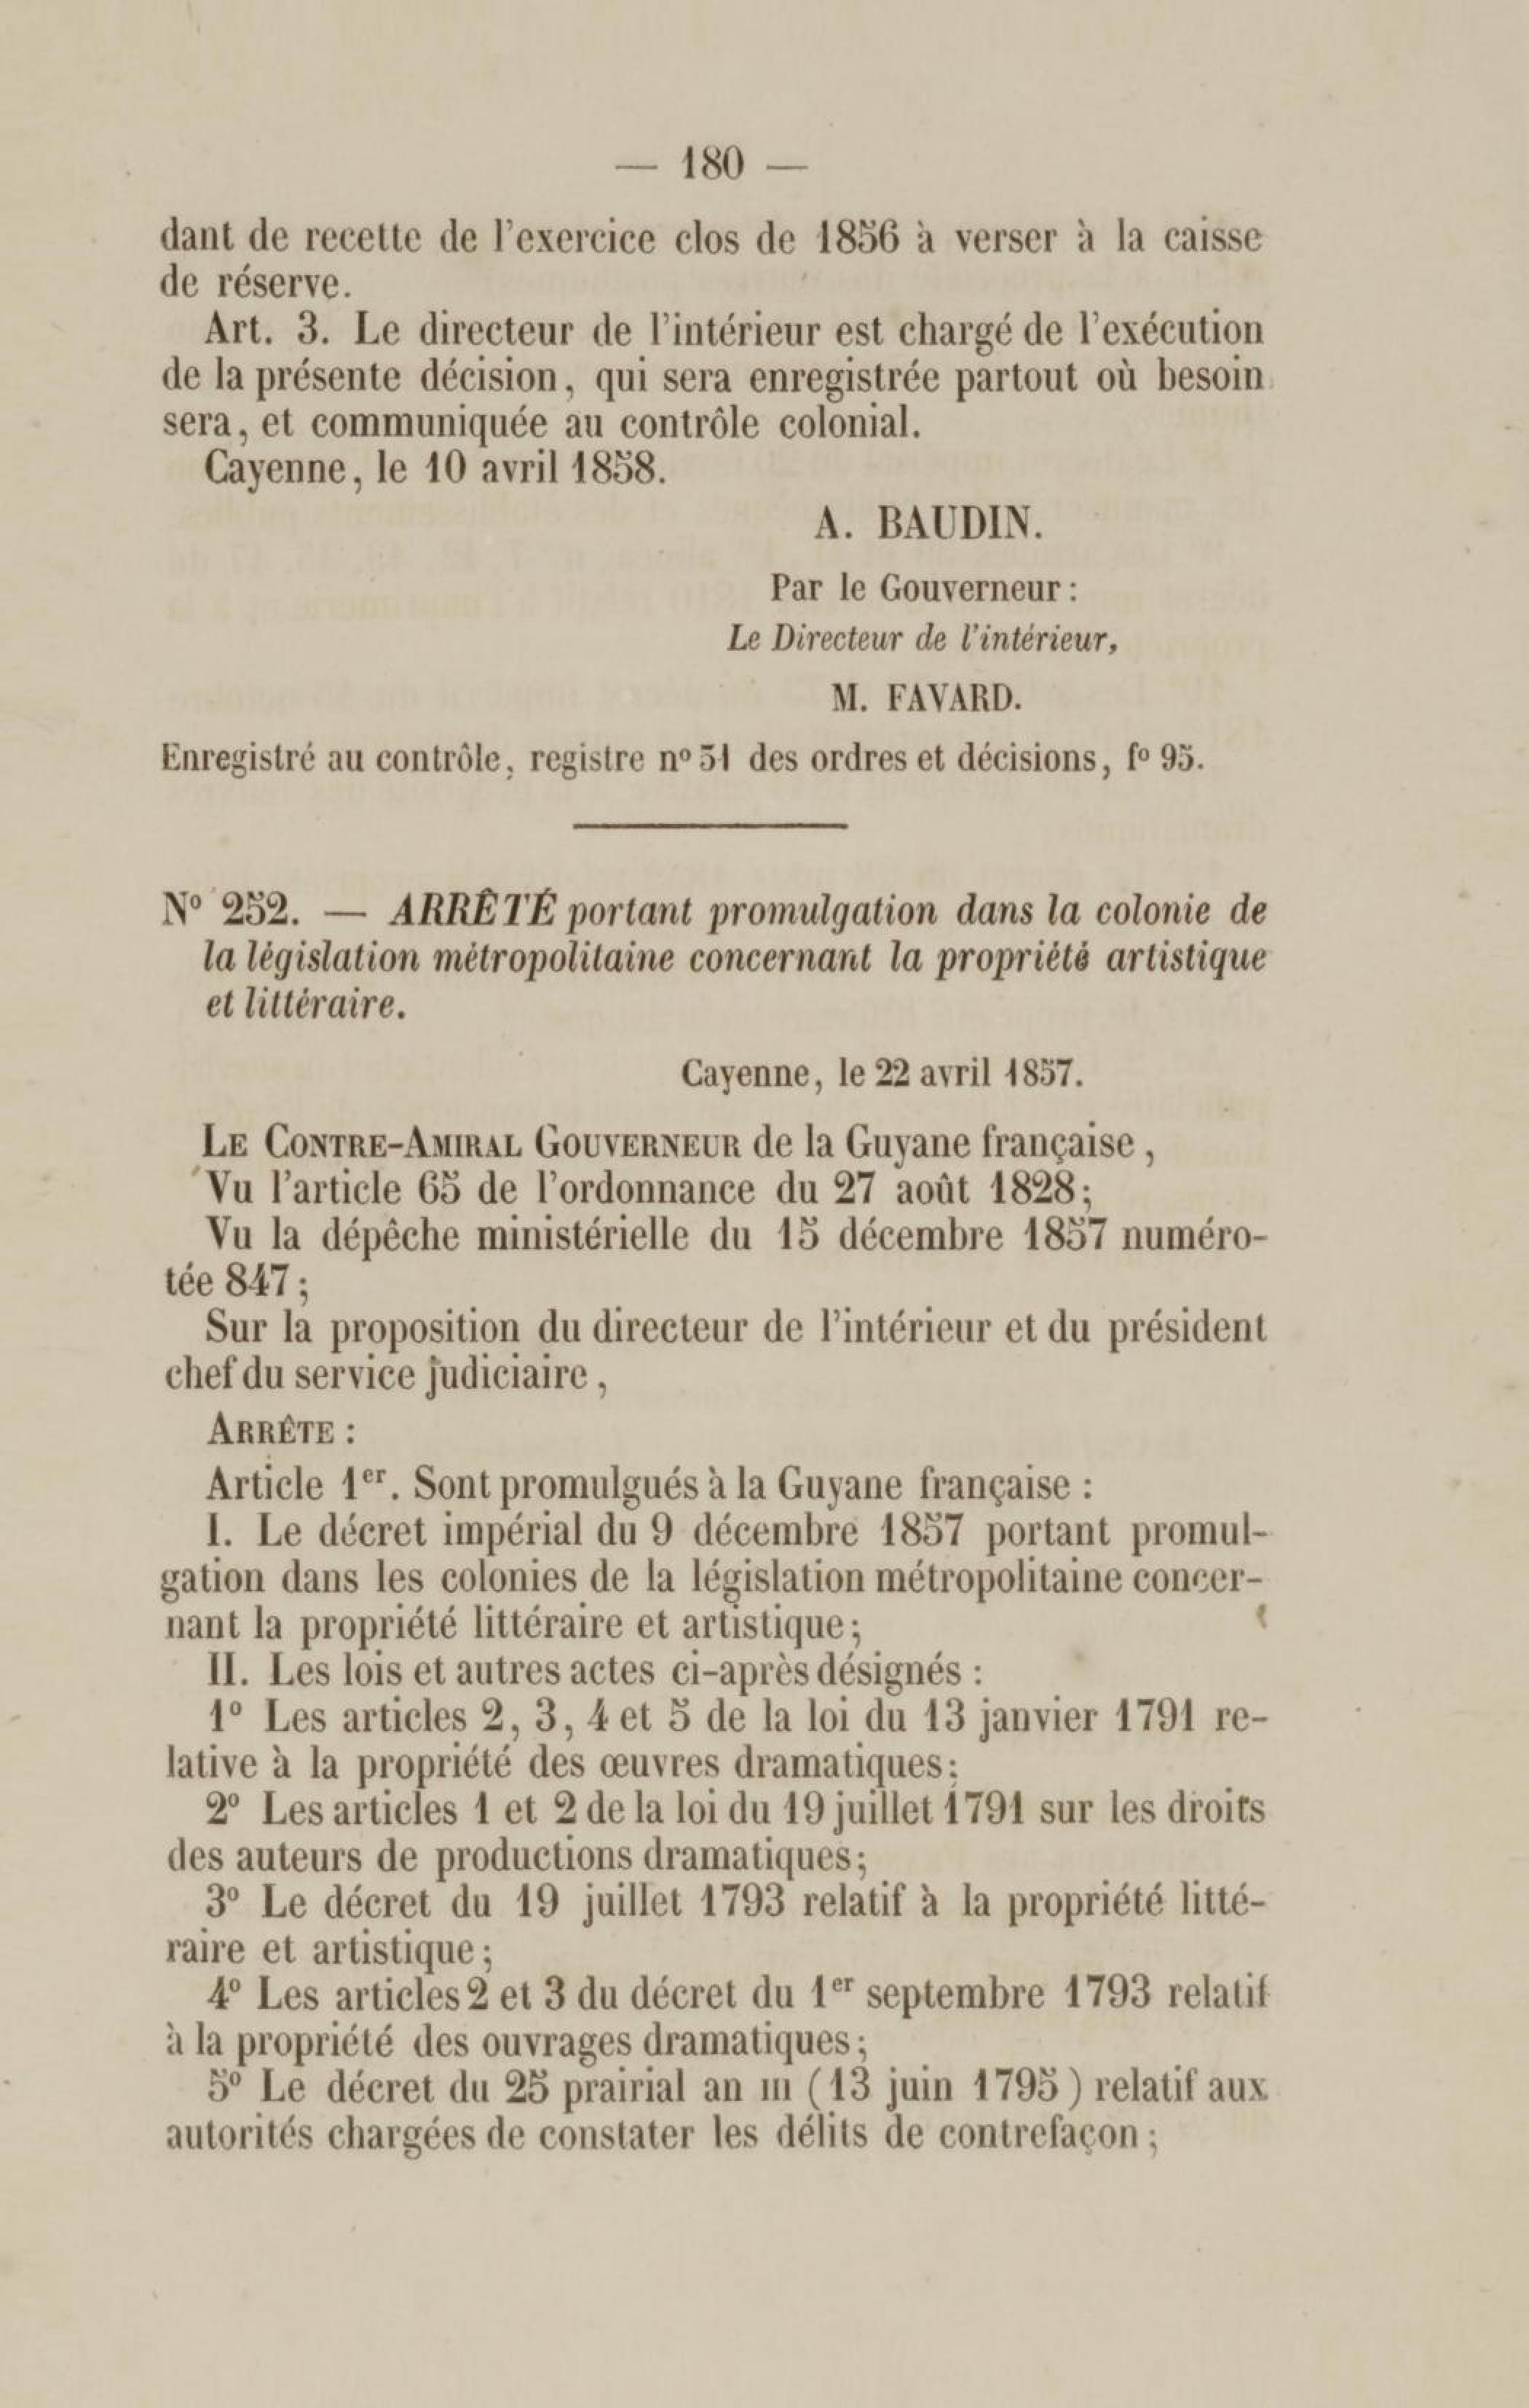 — 180 —
dant de recette de l'exercice clos de 1856 à verser à la caisse
de réserve.
Art. 3. Le directeur de l'intérieur est chargé de l'exécution
de la présente décision, qui sera enregistrée partout où besoin
sera, et communiquée au contrôle colonial.
Cayenne, le 10 avril 1858.
A. BAUDIN.
Par le Gouverneur :
Le Directeur de l'intérieur,
M. FAVARD.
Enregistré au contrôle, registre nº 51 des ordres et décisions, fº 95.
Nº 252. — ARRÊTÉ portant promulgation dans la colonie de
la législation métropolitaine concernant la propriété artistique
et littéraire.
Cayenne, le 22 avril 1857.
LE CONTRE-AMIRAL GOUVERNEUR de la Guyane française,
Vu l'article 65 de l'ordonnance du 27 août 1828;
Vu la dépêche ministérielle du 15 décembre 1857 numéro-
tée 847;
Sur la proposition du directeur de l'intérieur et du président
chef du service judiciaire,
ARRÊTE :
Article 1er. Sont promulgués à la Guyane française :
I. Le décret impérial du 9 décembre 1857 portant promul-
gation dans les colonies de la législation métropolitaine concer-
nant la propriété littéraire et artistique;
II. Les lois et autres actes ci-après désignés :
1º Les articles 2, 3, 4 et 5 de la loi du 13 janvier 1791 re-
lative à la propriété des œuvres dramatiques;
2º Les articles 1 et 2 de la loi du 19 juillet 1791 sur les droits
des auteurs de productions dramatiques;
3º Le décret du 19 juillet 1793 relatif à la propriété litté-
raire et artistique;
4º Les articles 2 et 3 du décret du 1er septembre 1793 relatif
à la propriété des ouvrages dramatiques;
5º Le décret du 25 prairial an III (13 juin 1795) relatif aux
autorités chargées de constater les délits de contrefaçon;